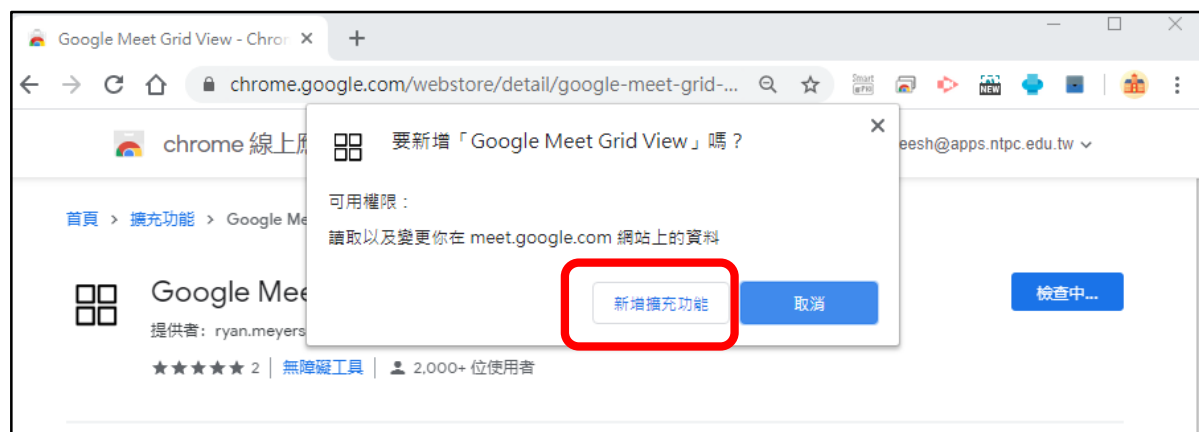 Google Meet Grid View - Chror
chrome.google.com/webstore/detail/google-meet-grid-...
chrome 線上應
eesh@apps.ntpc.edu.tw
要新增「Google Meet Grid View」嗎？
可用權限：
讀取以及變更你在 meet.google.com 網站上的資料
新增擴充功能
取消
首頁 > 擴充功能 > Google Me
Google Mee
檢查中...
提供者：ryan.meyers
★★★★★ 2 | 無障礙工具 | 2,000+ 位使用者